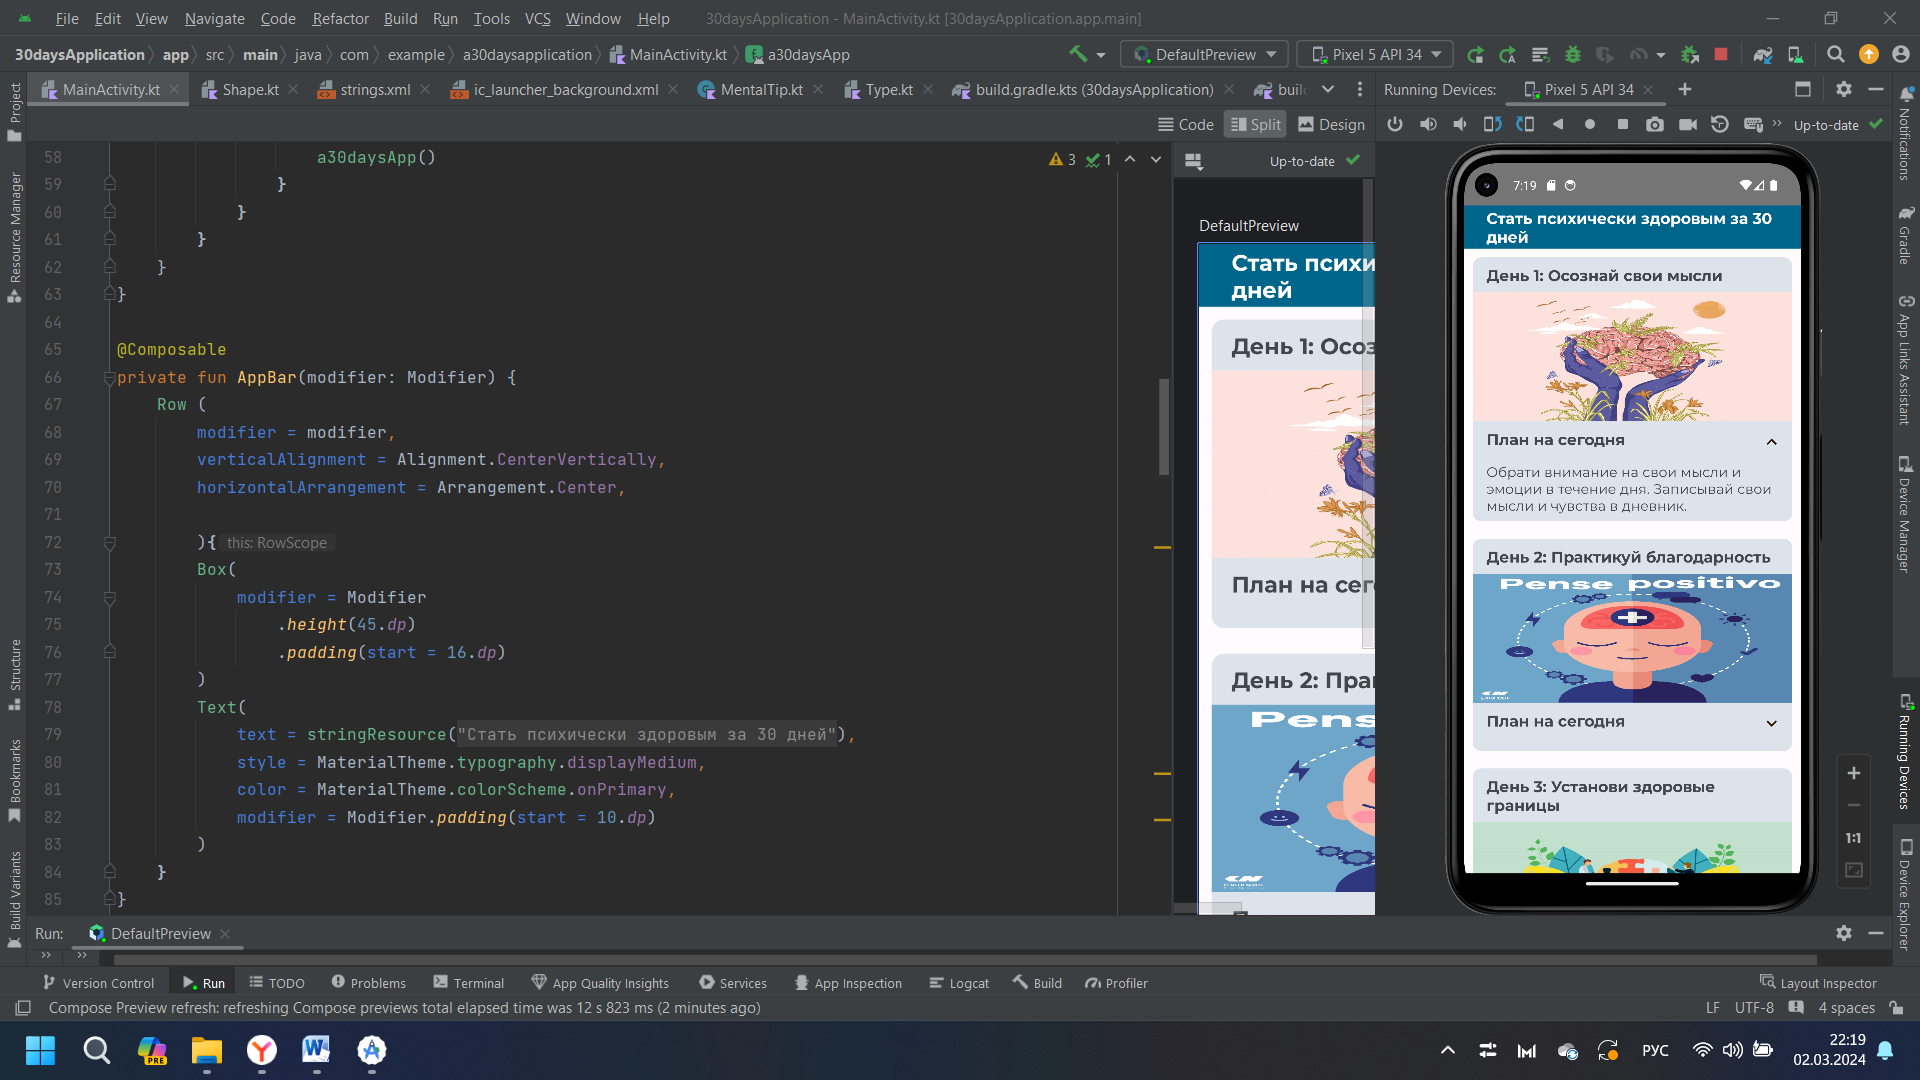 File Edit View Navigate Code Refactor Build Run Tools VCS Window Help 30daysApplication - MainActivity.kt [30daysApplication.app.main]
30daysApplication app src main java com example a30daysapplication MainActivity.kt a30daysApp
DefaultPreview Pixel 5 API 34
MainActivity.kt Shape.kt strings.xml ic_launcher_background.xml MentalTip.kt Type.kt build.gradle.kts (30daysApplication) buil
Running Devices: Pixel 5 API 34
Code Split Design
Up-to-date
58 a30daysApp()
59 }
60 }
61 }
62 }
63 }
64
65 @Composable
66 private fun AppBar(modifier: Modifier) {
67 Row (
68 modifier = modifier,
69 verticalAlignment = Alignment.CenterVertically,
70 horizontalArrangement = Arrangement.Center,
71
72 ){ this: RowScope
73 Box(
74 modifier = Modifier
75 .height(45.dp)
76 .padding(start = 16.dp)
77 )
78 Text(
79 text = stringResource("Стать психически здоровым за 30 дней"),
80 style = MaterialTheme.typography.displayMedium,
81 color = MaterialTheme.colorScheme.onPrimary,
82 modifier = Modifier.padding(start = 10.dp)
83 )
84 }
85 }
3 1
Up-to-date
DefaultPreview
Стать психи
дней
День 1: Осоз
План на сег
День 2: Пра
Pense
7:19
Стать психически здоровым за 30
дней
День 1: Осознай свои мысли
План на сегодня
Обрати внимание на свои мысли и
эмоции в течение дня. Записывай свои
мысли и чувства в дневник.
День 2: Практикуй благодарность
Pense positivo
План на сегодня
День 3: Установи здоровые
границы
1:1
Project
Resource Manager
Structure
Bookmarks
Build Variants
Notifications
Gradle
App Links Assistant
Device Manager
Running Devices
Device Explorer
Run: DefaultPreview
Version Control Run TODO Problems Terminal App Quality Insights Services App Inspection Logcat Build Profiler Layout Inspector
Compose Preview refresh: refreshing Compose previews total elapsed time was 12 s 823 ms (2 minutes ago) LF UTF-8 4 spaces
PRE
РУС
22:19
02.03.2024